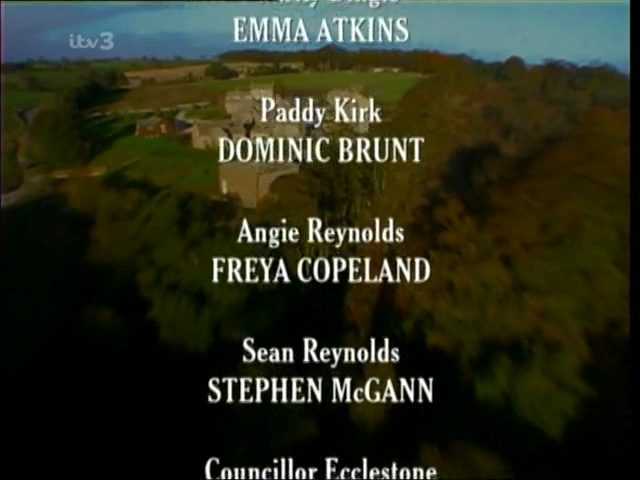 itv3
EMMA ATKINS
Paddy Kirk
DOMINIC BRUNT
Angie Reynolds
FREYA COPELAND
Sean Reynolds
STEPHEN McGANN
Councillor Ecclestone